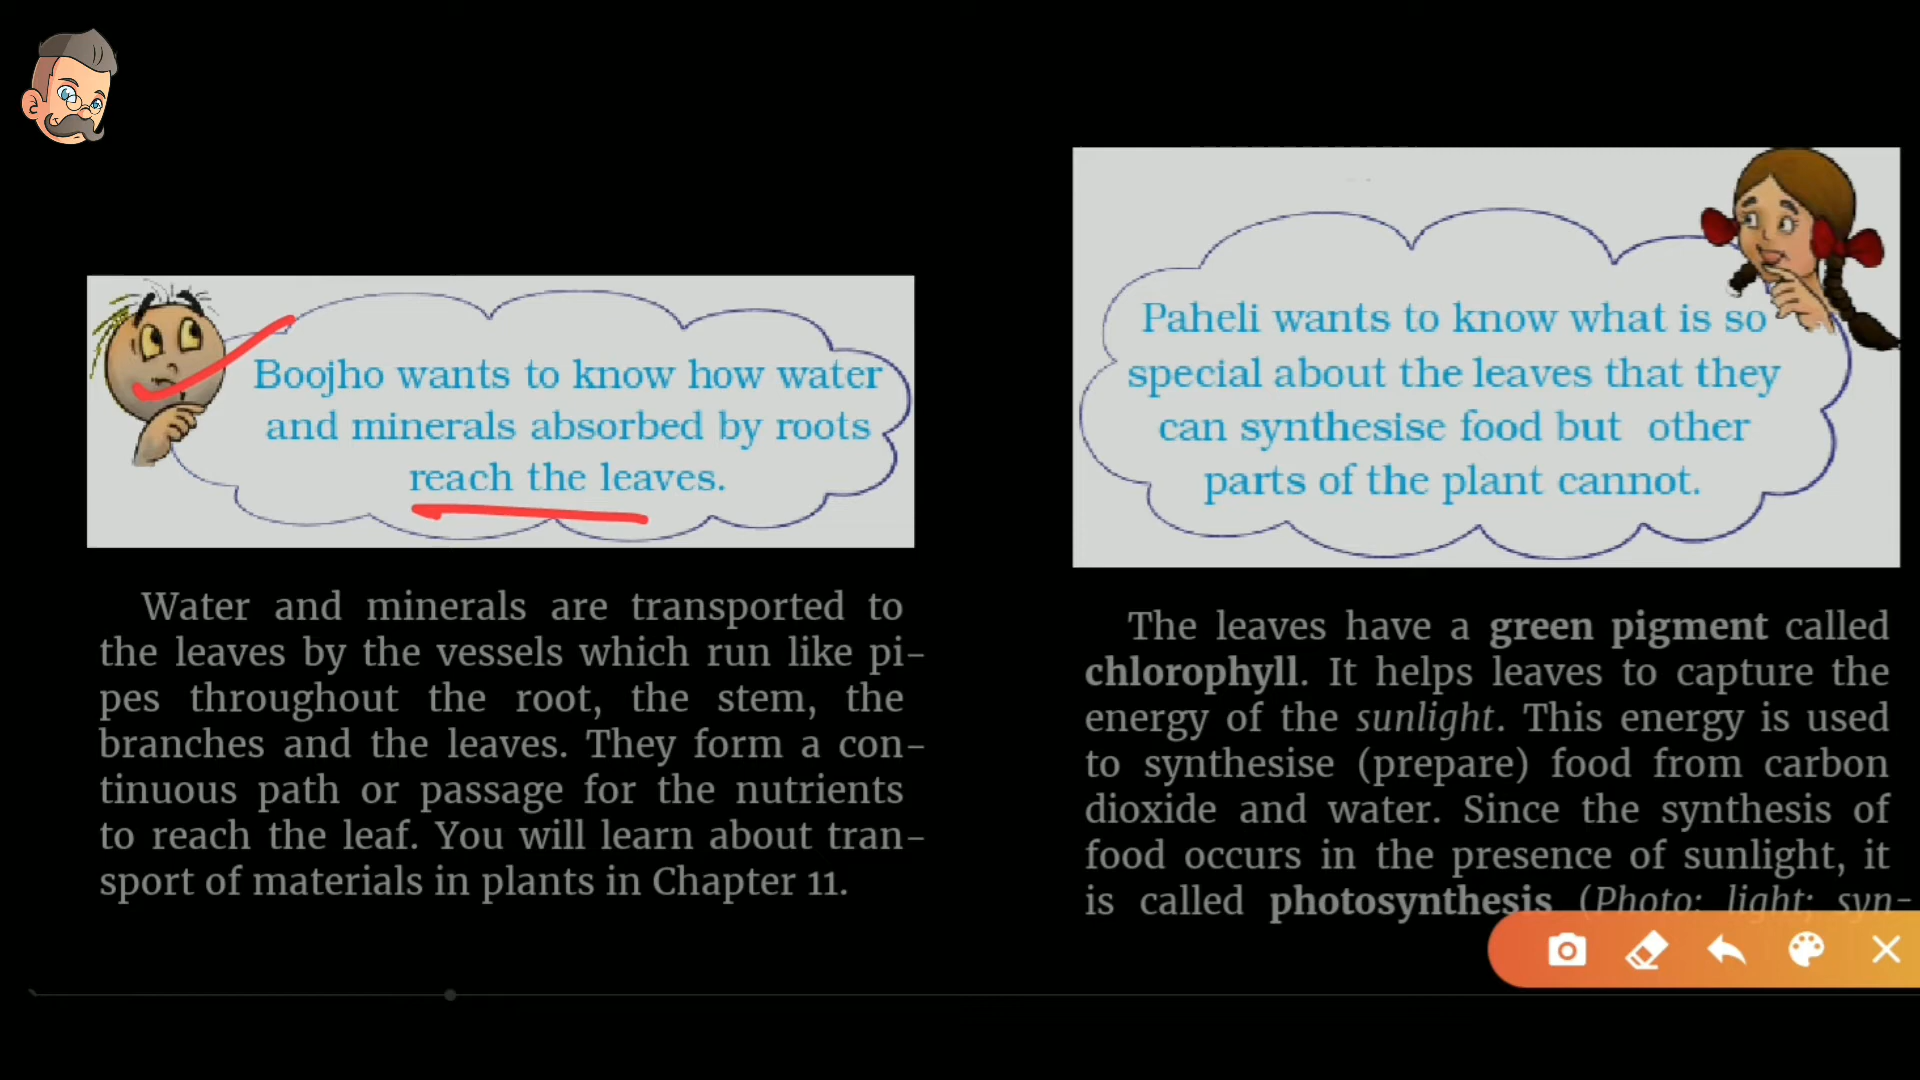 Boojho wants to know how water
and minerals absorbed by roots
reach the leaves.
Water and minerals are transported to
the leaves by the vessels which run like pi-
pes throughout the root, the stem, the
branches and the leaves. They form a con-
tinuous path or passage for the nutrients
to reach the leaf. You will learn about tran-
sport of materials in plants in Chapter 11.
Paheli wants to know what is so
special about the leaves that they
can synthesise food but other
parts of the plant cannot.
The leaves have a green pigment called
chlorophyll. It helps leaves to capture the
energy of the sunlight. This energy is used
to synthesise (prepare) food from carbon
dioxide and water. Since the synthesis of
food occurs in the presence of sunlight, it
is called photosynthesis (Photo: light; syn-